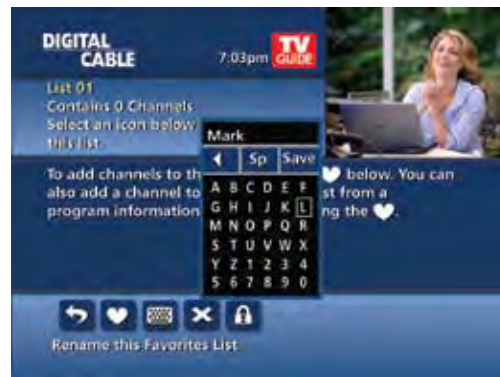 DIGITAL
CABLE
7:03pm
TV
GUIDE
List 01
Contains 0 Channels
Select an icon below
this list.
Mark
Sp Save
To add channels to th
below. You can
also add a channel to
st from a
program information
ng the
A B C D E F
G H I J K L
M N O P Q R
S T U V W X
Y Z 1 2 3 4
5 6 7 8 9 0
Rename this Favorites List